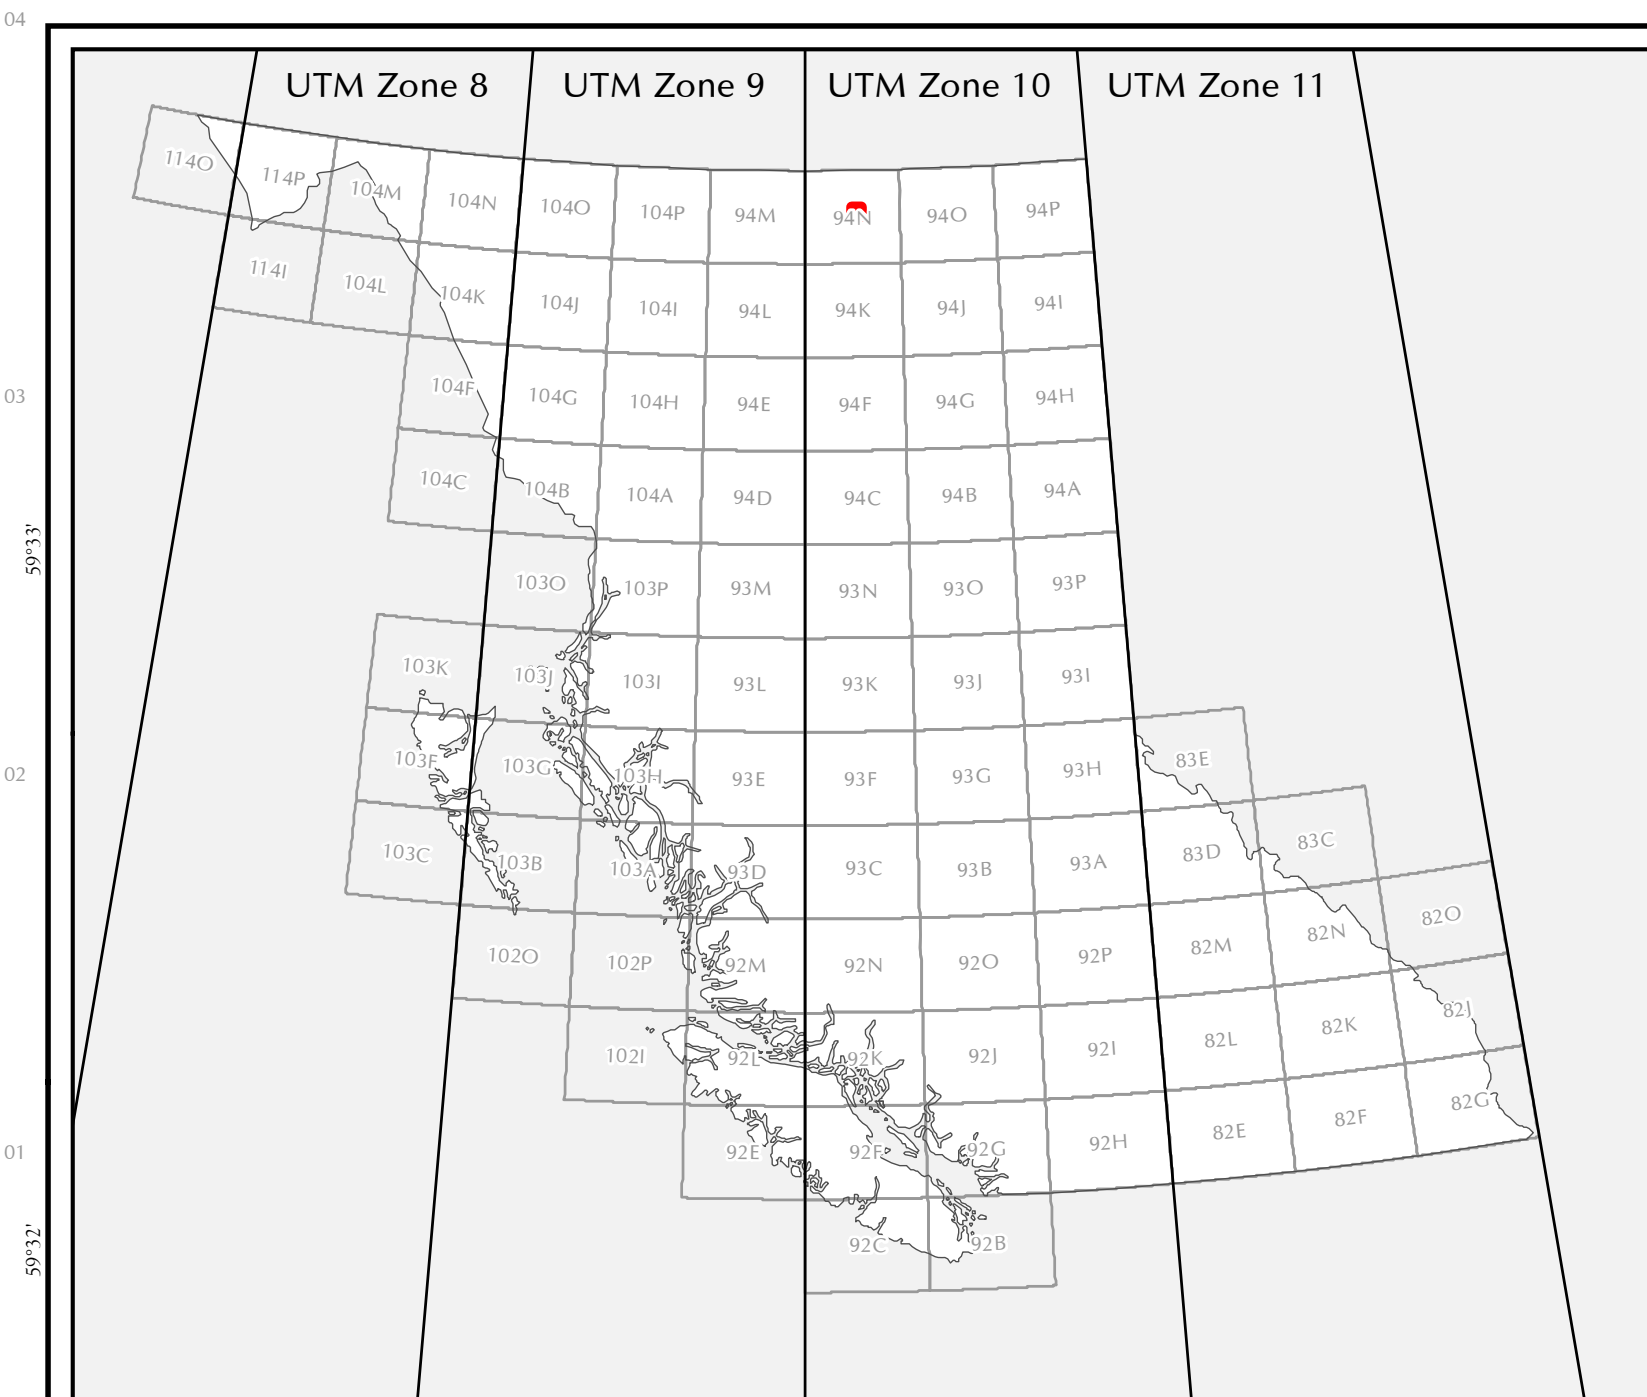 04
UTM Zone 8 UTM Zone 9 UTM Zone 10 UTM Zone 11
114O 114P 104M 104N 104O 104P 94M 94N 94O 94P
114I 104L 104K 104J 104I 94L 94K 94J 94I
03
104F 104G 104H 94E 94F 94G 94H
104C 104B 104A 94D 94C 94B 94A
59°33'
103O 103P 93M 93N 93O 93P
103K 103J 103I 93L 93K 93J 93I
02
103F 103G 103H 93E 93F 93G 93H 83E
103C 103B 103A 93D 93C 93B 93A 83D 83C
102O 102P 92M 92N 92O 92P 82M 82N 82O
102I 92L 92K 92J 92I 82L 82K 82J
01
92E 92F 92G 92H 82E 82F 82G
59°32'
92C 92B